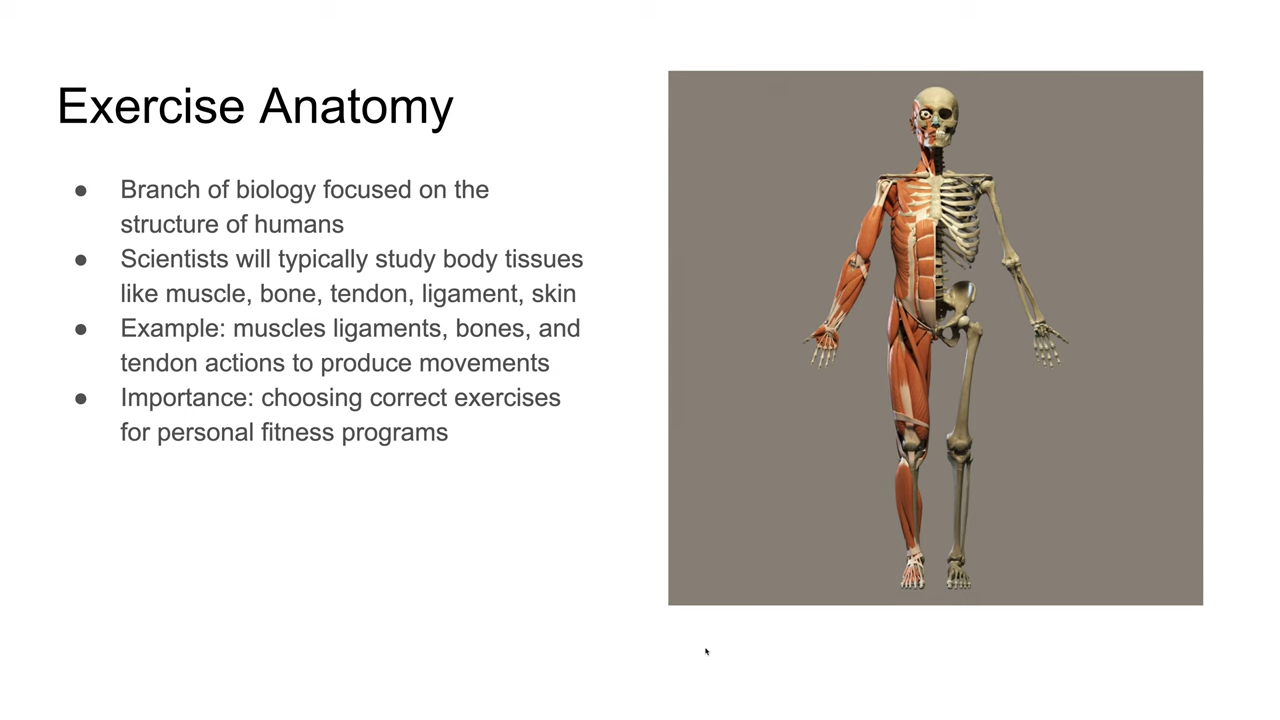 Exercise Anatomy
● Branch of biology focused on the
structure of humans
● Scientists will typically study body tissues
like muscle, bone, tendon, ligament, skin
● Example: muscles ligaments, bones, and
tendon actions to produce movements
● Importance: choosing correct exercises
for personal fitness programs